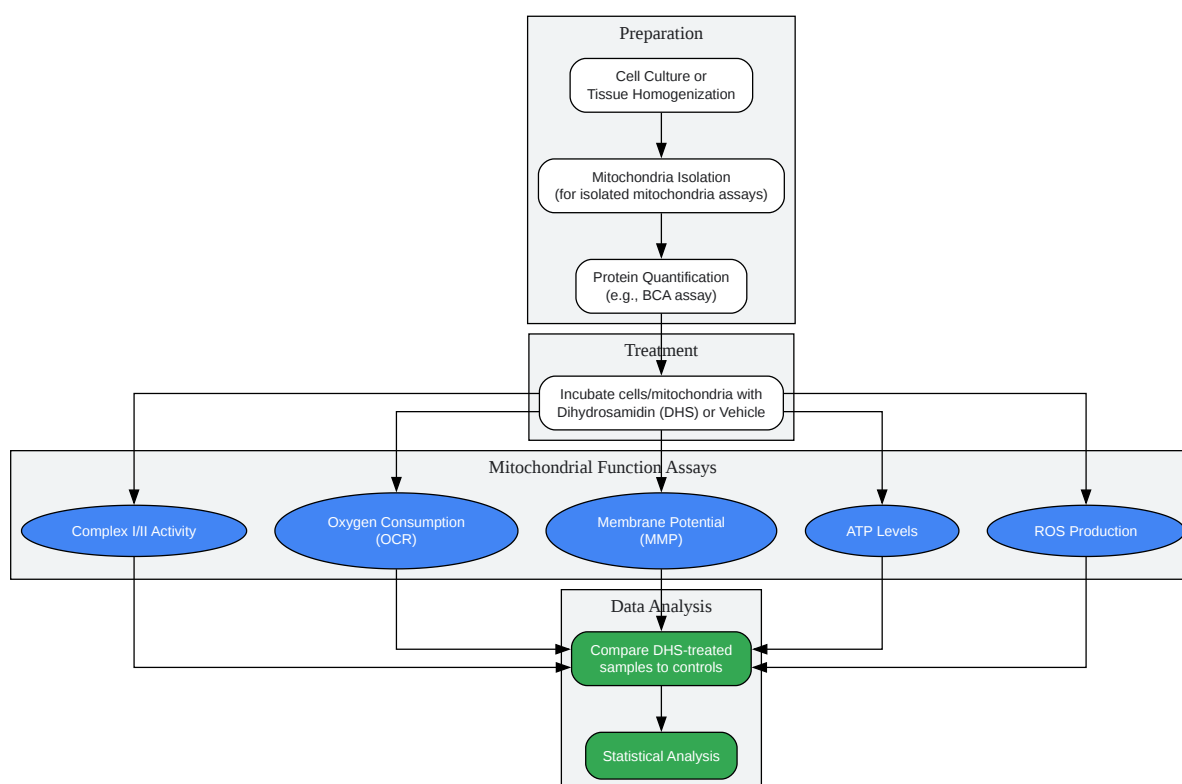 Preparation
Cell Culture or
Tissue Homogenization
Mitochondria Isolation
(for isolated mitochondria assays)
Protein Quantification
(e.g., BCA assay)
Treatment
Incubate cells/mitochondria with
Dihydrosamidin (DHS) or Vehicle
Mitochondrial Function Assays
Complex I/II Activity
Oxygen Consumption
(OCR)
Membrane Potential
(MMP)
ATP Levels
ROS Production
Data Analysis
Compare DHS-treated
samples to controls
Statistical Analysis